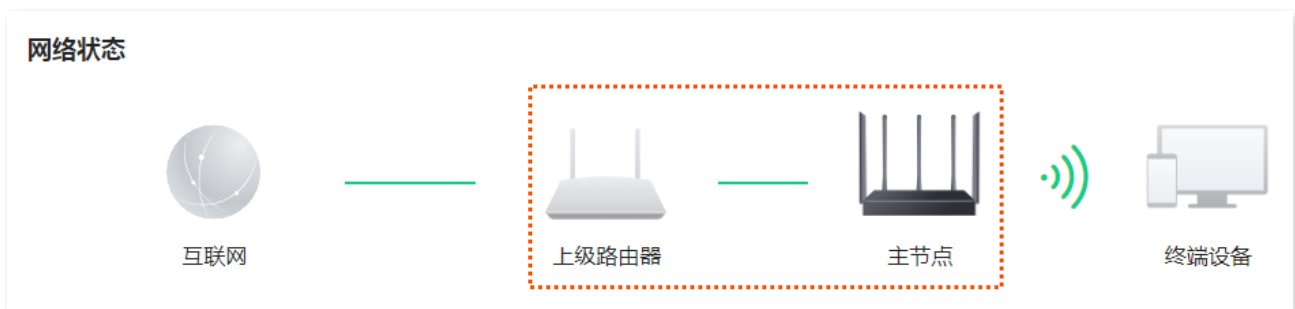 网络状态
互联网
上级路由器
主节点
终端设备